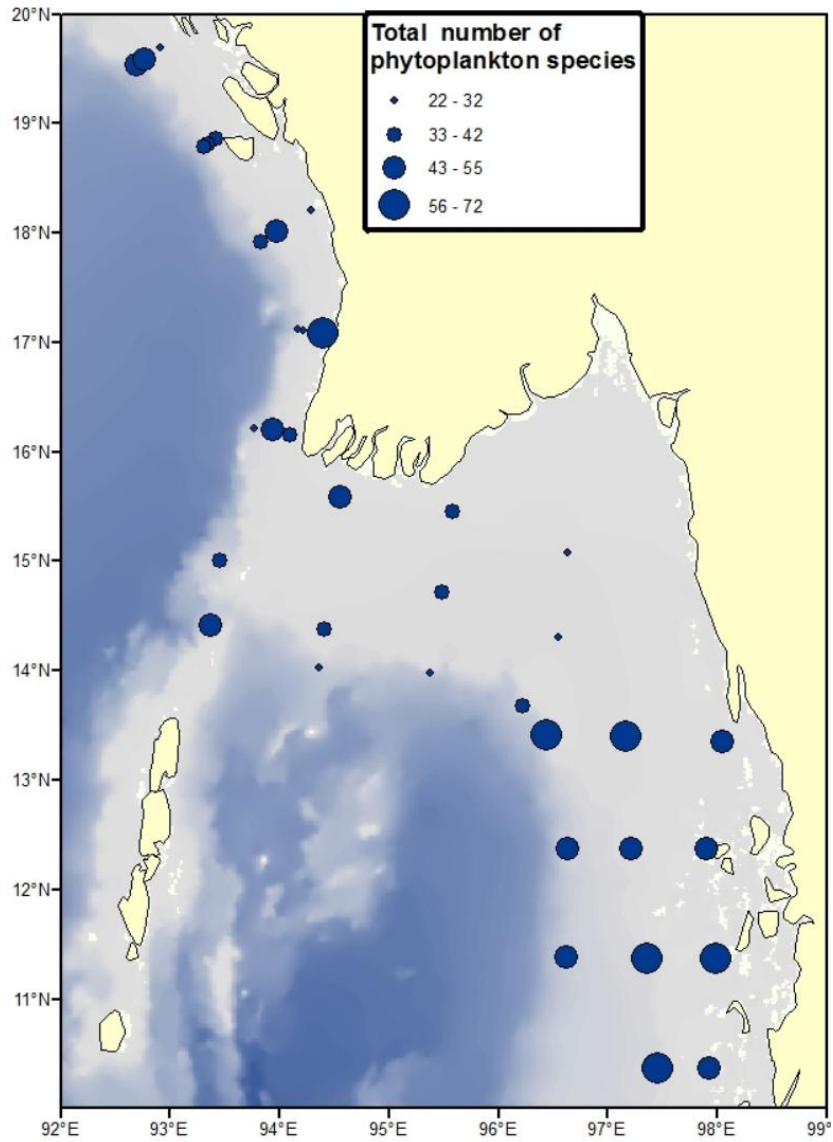 Total number of
phytoplankton species
22 - 32
33 - 42
43 - 55
56 - 72
20°N
19°N
18°N
17°N
16°N
15°N
14°N
13°N
12°N
11°N
92°E 93°E 94°E 95°E 96°E 97°E 98°E 99°